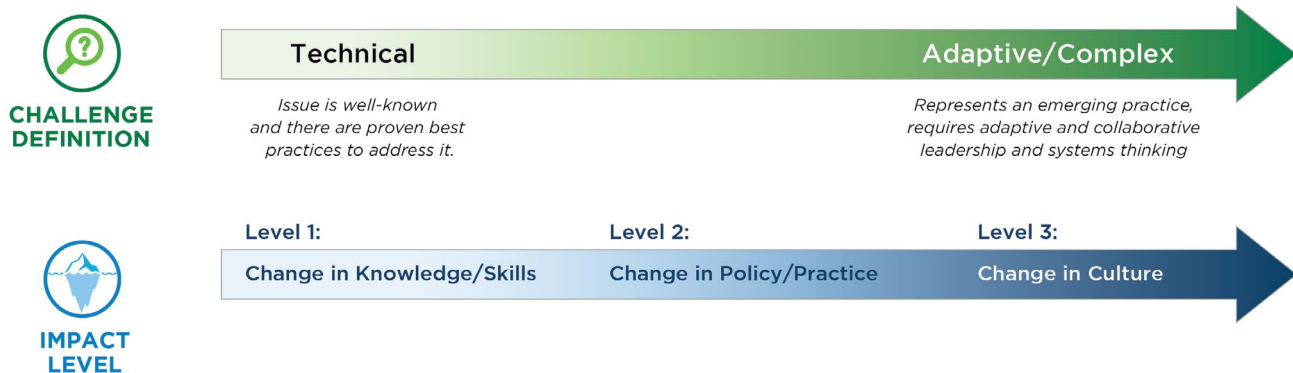 ?
CHALLENGE
DEFINITION
Technical
Adaptive/Complex
Issue is well-known
and there are proven best
practices to address it.
Represents an emerging practice,
requires adaptive and collaborative
leadership and systems thinking
IMPACT
LEVEL
Level 1:
Level 2:
Level 3:
Change in Knowledge/Skills
Change in Policy/Practice
Change in Culture